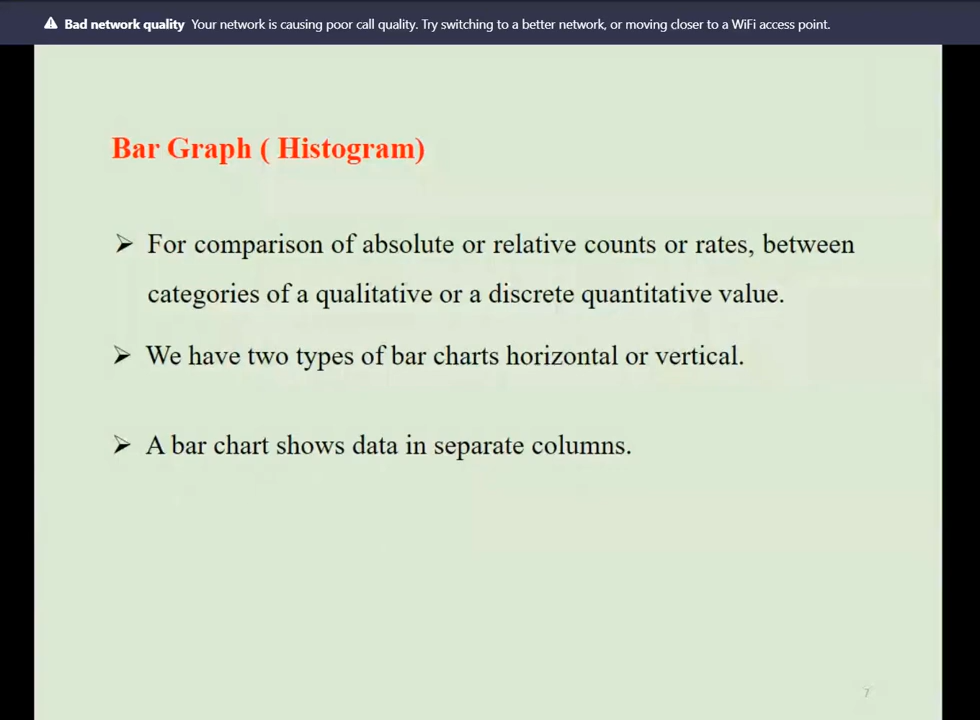 Bad network quality Your network is causing poor call quality. Try switching to a better network, or moving closer to a WiFi access point.
Bar Graph ( Histogram)
➢ For comparison of absolute or relative counts or rates, between
categories of a qualitative or a discrete quantitative value.
➢ We have two types of bar charts horizontal or vertical.
➢ A bar chart shows data in separate columns.
7